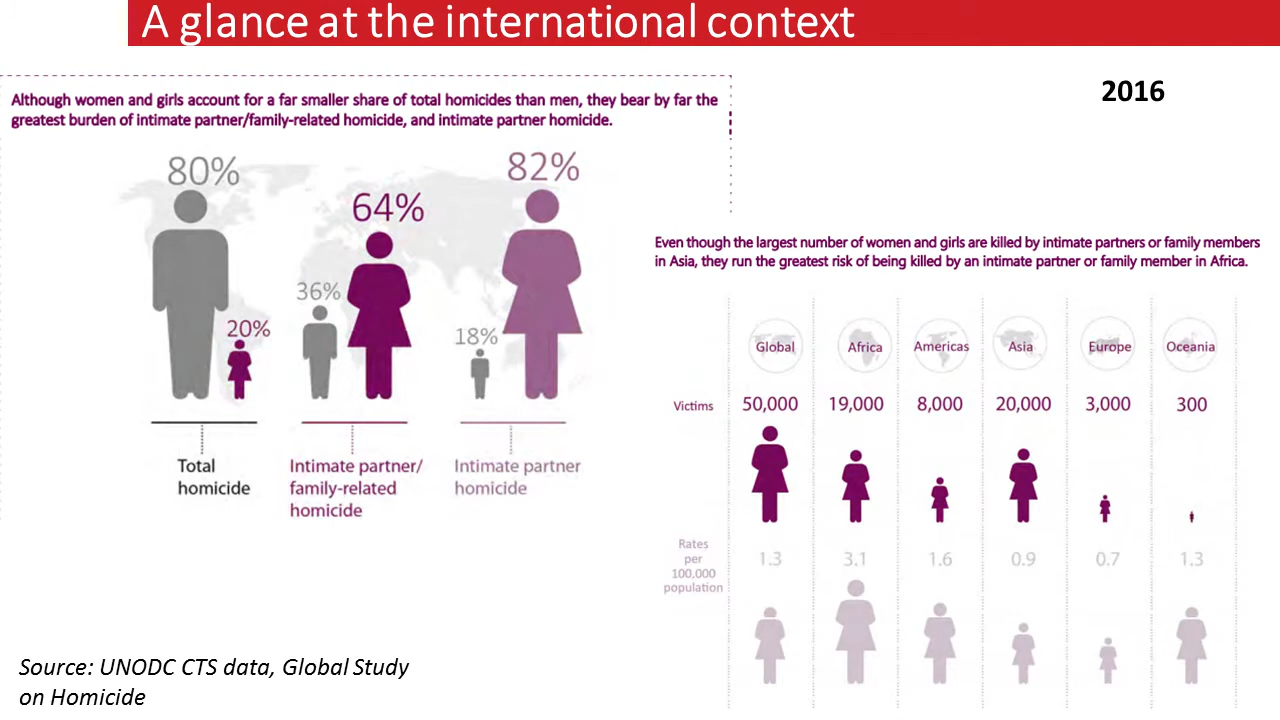 A glance at the international context
2016
Although women and girls account for a far smaller share of total homicides than men, they bear by far the
greatest burden of intimate partner/family-related homicide, and intimate partner homicide.
80%
20%
36%
64%
18%
82%
Total
homicide
Intimate partner/
family-related
homicide
Intimate partner
homicide
Even though the largest number of women and girls are killed by intimate partners or family members
in Asia, they run the greatest risk of being killed by an intimate partner or family member in Africa.
Global Africa Americas Asia Europe Oceania
Victims 50,000 19,000 8,000 20,000 3,000 300
Rates
per
100,000
population
1.3 3.1 1.6 0.9 0.7 1.3
Source: UNODC CTS data, Global Study
on Homicide